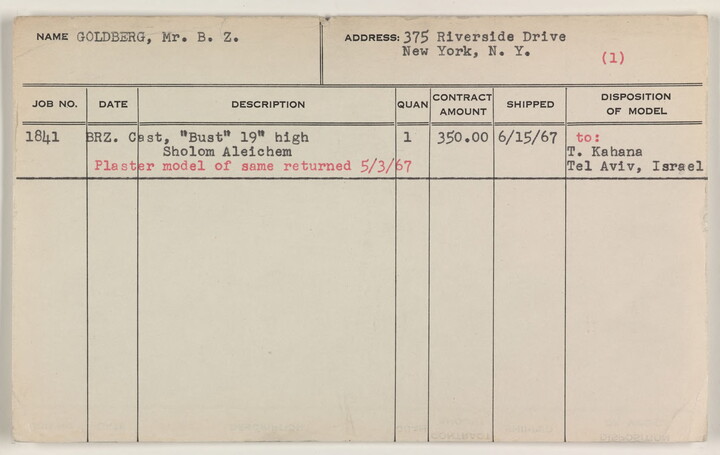 NAME GOLDBERG, Mr. B. Z. ADDRESS: 375 Riverside Drive
New York, N. Y.
(1)
JOB NO. DATE DESCRIPTION QUAN CONTRACT AMOUNT SHIPPED DISPOSITION OF MODEL
1841 BRZ. Cast, "Bust" 19" high 1 350.00 6/15/67 to:
Sholom Aleichem T. Kahana
Plaster model of same returned 5/3/67 Tel Aviv, Israel